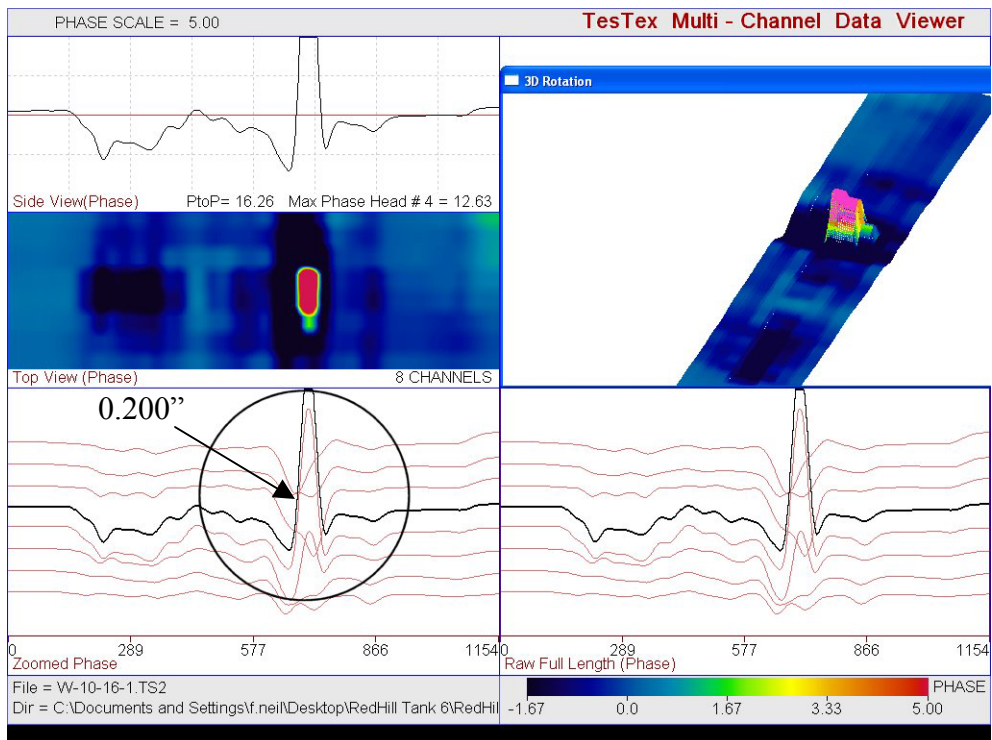 PHASE SCALE = 5.00
TesTex Multi - Channel Data Viewer
3D Rotation
Side View(Phase) PtoP= 16.26 Max Phase Head # 4 = 12.63
Top View (Phase) 8 CHANNELS
0.200”
0 289 577 866 1154
Zoomed Phase
0 289 577 866 1154
Raw Full Length (Phase)
File = W-10-16-1.TS2
Dir = C:\Documents and Settings\f.neil\Desktop\RedHill Tank 6\RedHil
PHASE
-1.67 0.0 1.67 3.33 5.00